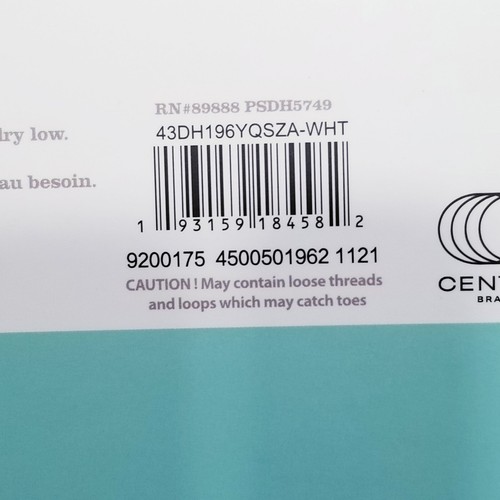 RN#89888 PSDH5749
43DH196YQSZA-WHT
dry low.
au besoin.
1 93159 18458 2
9200175 4500501962 1121
CAUTION ! May contain loose threads
and loops which may catch toes
CENT
BRA